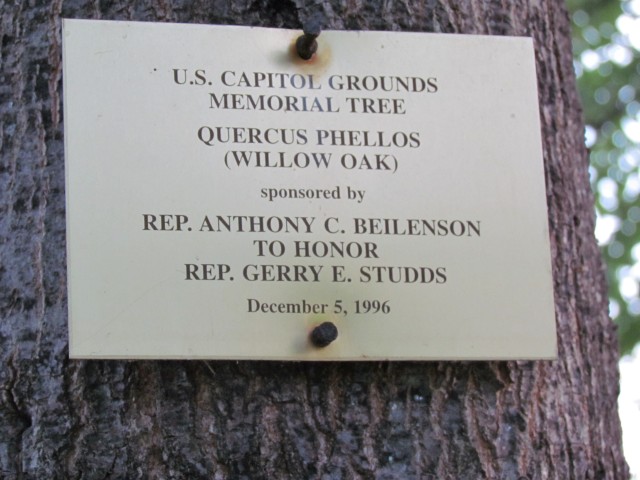 U.S. CAPITOL GROUNDS
MEMORIAL TREE
QUERCUS PHELLOS
(WILLOW OAK)
sponsored by
REP. ANTHONY C. BEILENSON
TO HONOR
REP. GERRY E. STUDDS
December 5, 1996